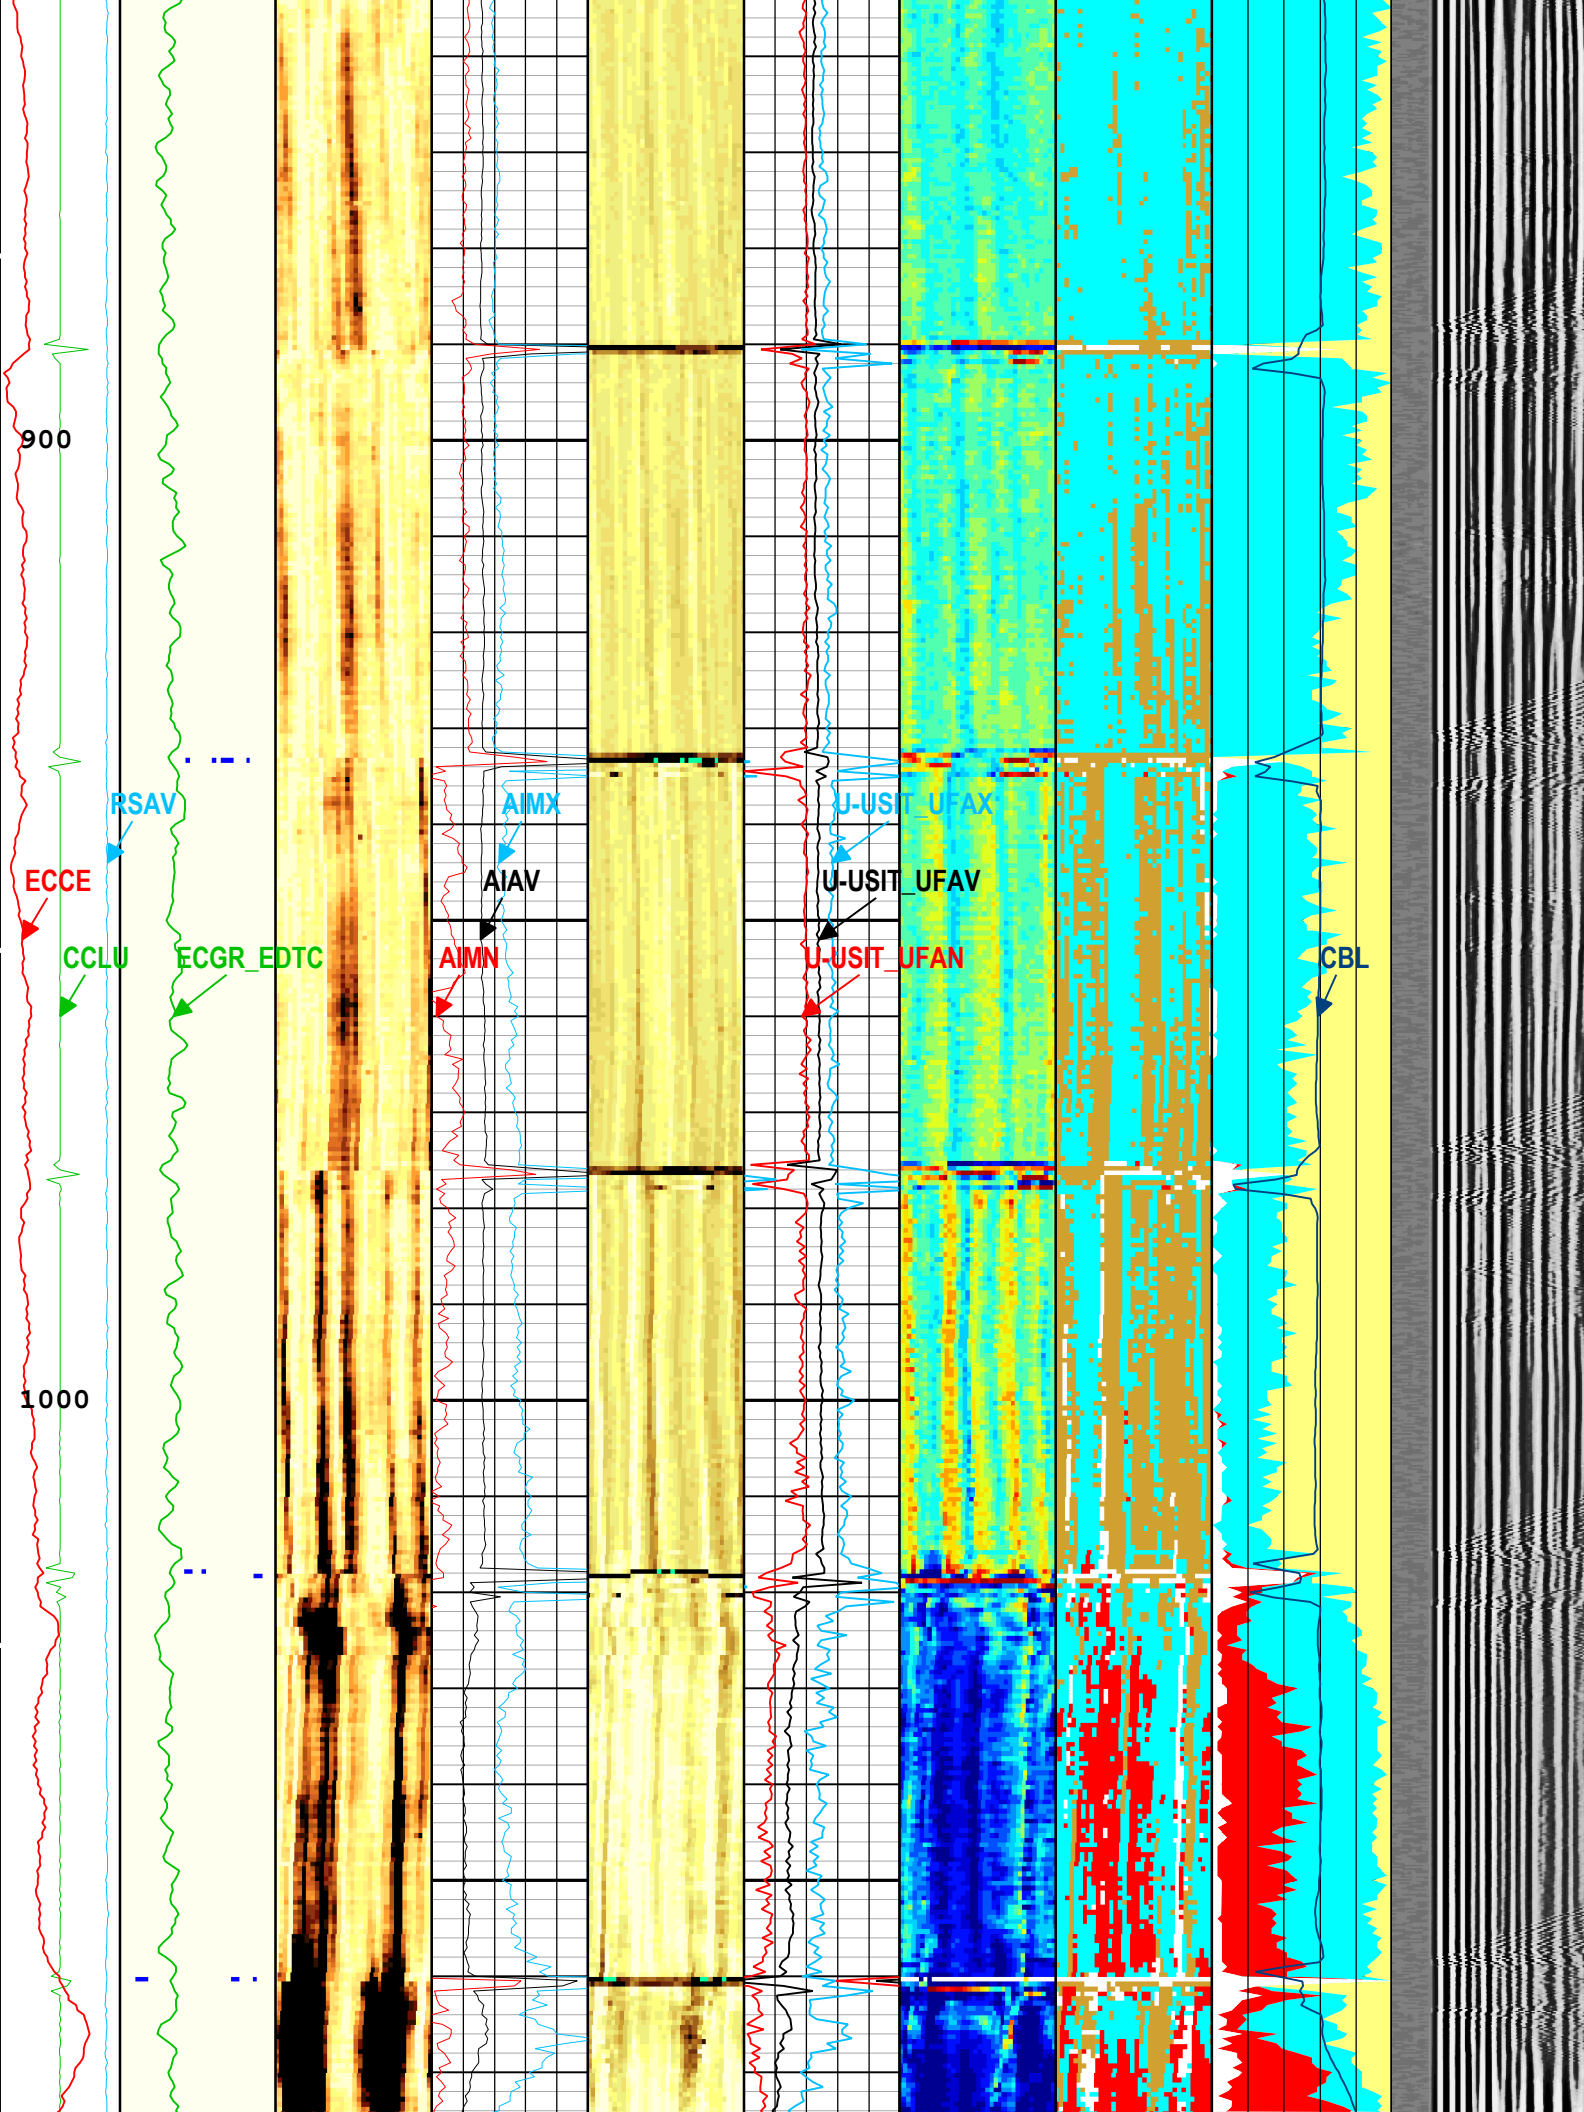 900
RSAV AIMX U-USIT_UFAX
ECCE AIAV U-USIT_UFAV
CCLU ECGR_EDTC AIMN U-USIT_UFAN CBL
1000